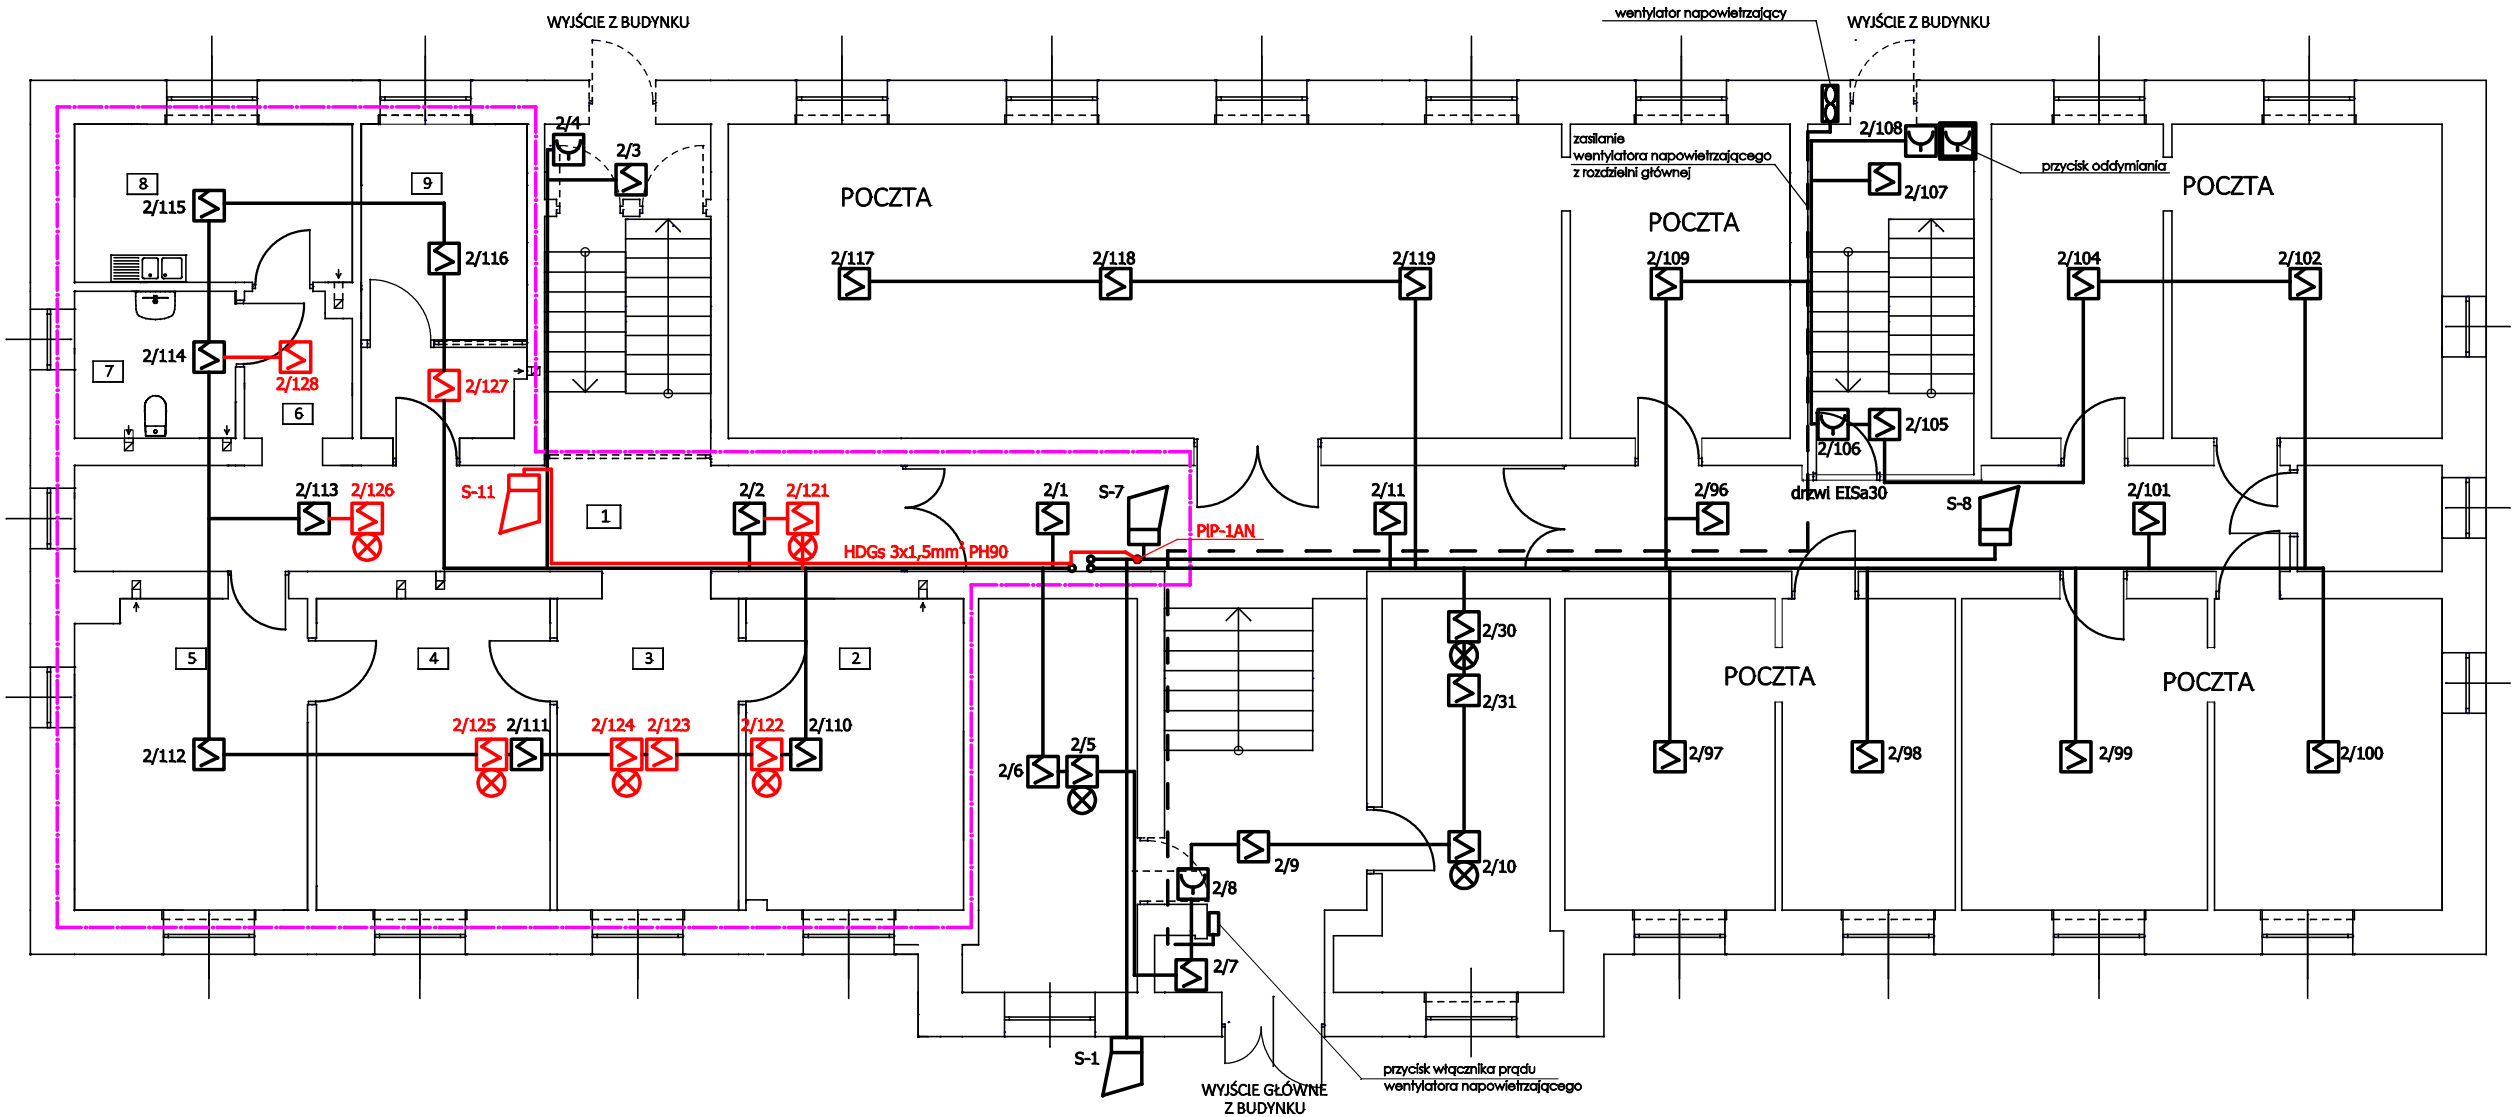 wentylator napowietrzający
WYJŚCIE Z BUDYNKU
WYJŚCIE Z BUDYNKU
2/4
2/3
zasilanie
wentylatora napowietrzającego
z rozdzielni głównej
2/108
przycisk oddymiania
8
9
2/115
POCZTA
POCZTA
2/107
POCZTA
2/116
2/117
2/118
2/119
2/109
2/104
2/102
2/114
7
2/128
2/127
6
2/106
2/105
S-11
2/113
2/126
1
2/2
2/121
2/1
S-7
2/11
2/96
drzwi EISa30
S-8
2/101
PIP-1AN
HDGs 3x1,5mm² PH90
5
4
3
2
2/30
2/31
POCZTA
POCZTA
2/125
2/111
2/124
2/123
2/122
2/110
2/112
2/6
2/5
2/97
2/98
2/99
2/100
2/9
2/10
2/8
2/7
S-1
WYJŚCIE GŁÓWNE
Z BUDYNKU
przycisk włącznika prądu
wentylatora napowietrzającego